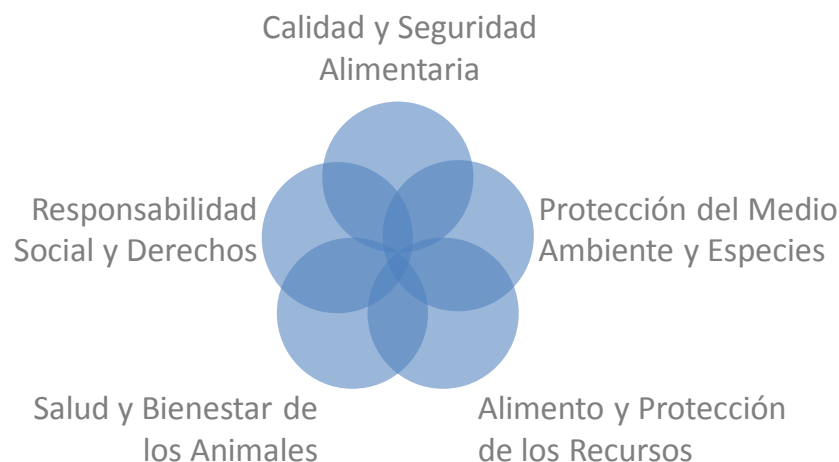 Calidad y Seguridad
Alimentaria
Responsabilidad
Social y Derechos
Protección del Medio
Ambiente y Especies
Salud y Bienestar de
los Animales
Alimento y Protección
de los Recursos